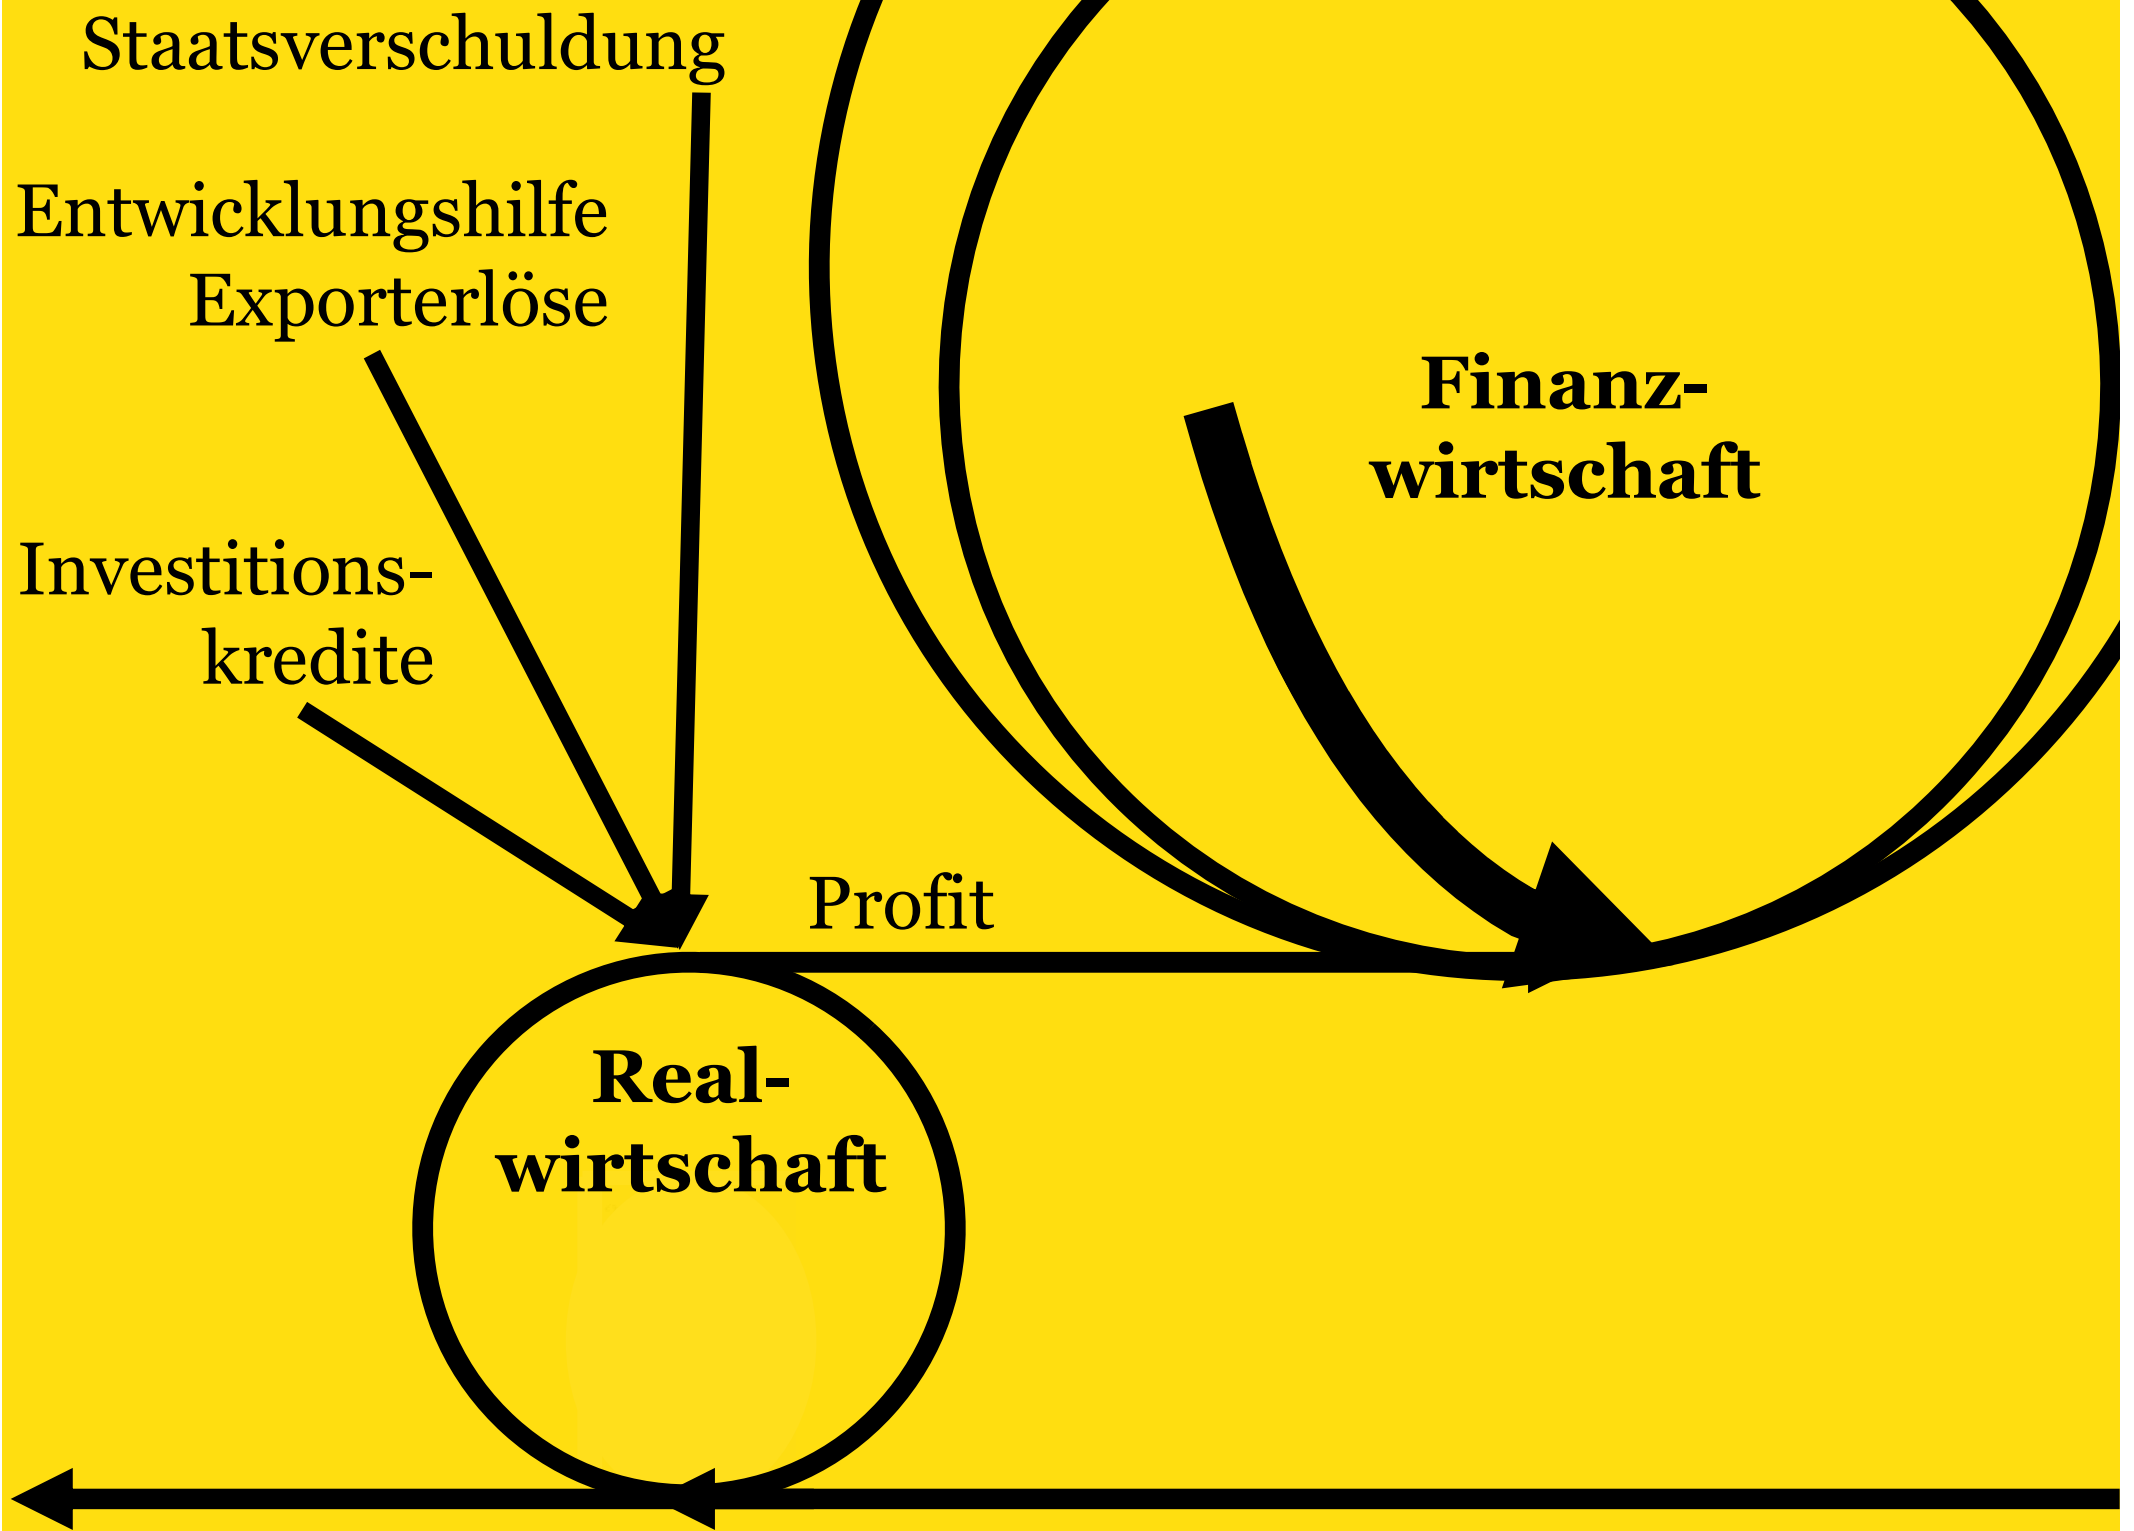 Staatsverschuldung
Entwicklungshilfe
Exporterlöse
Finanz-
wirtschaft
Investitions-
kredite
Profit
Real-
wirtschaft